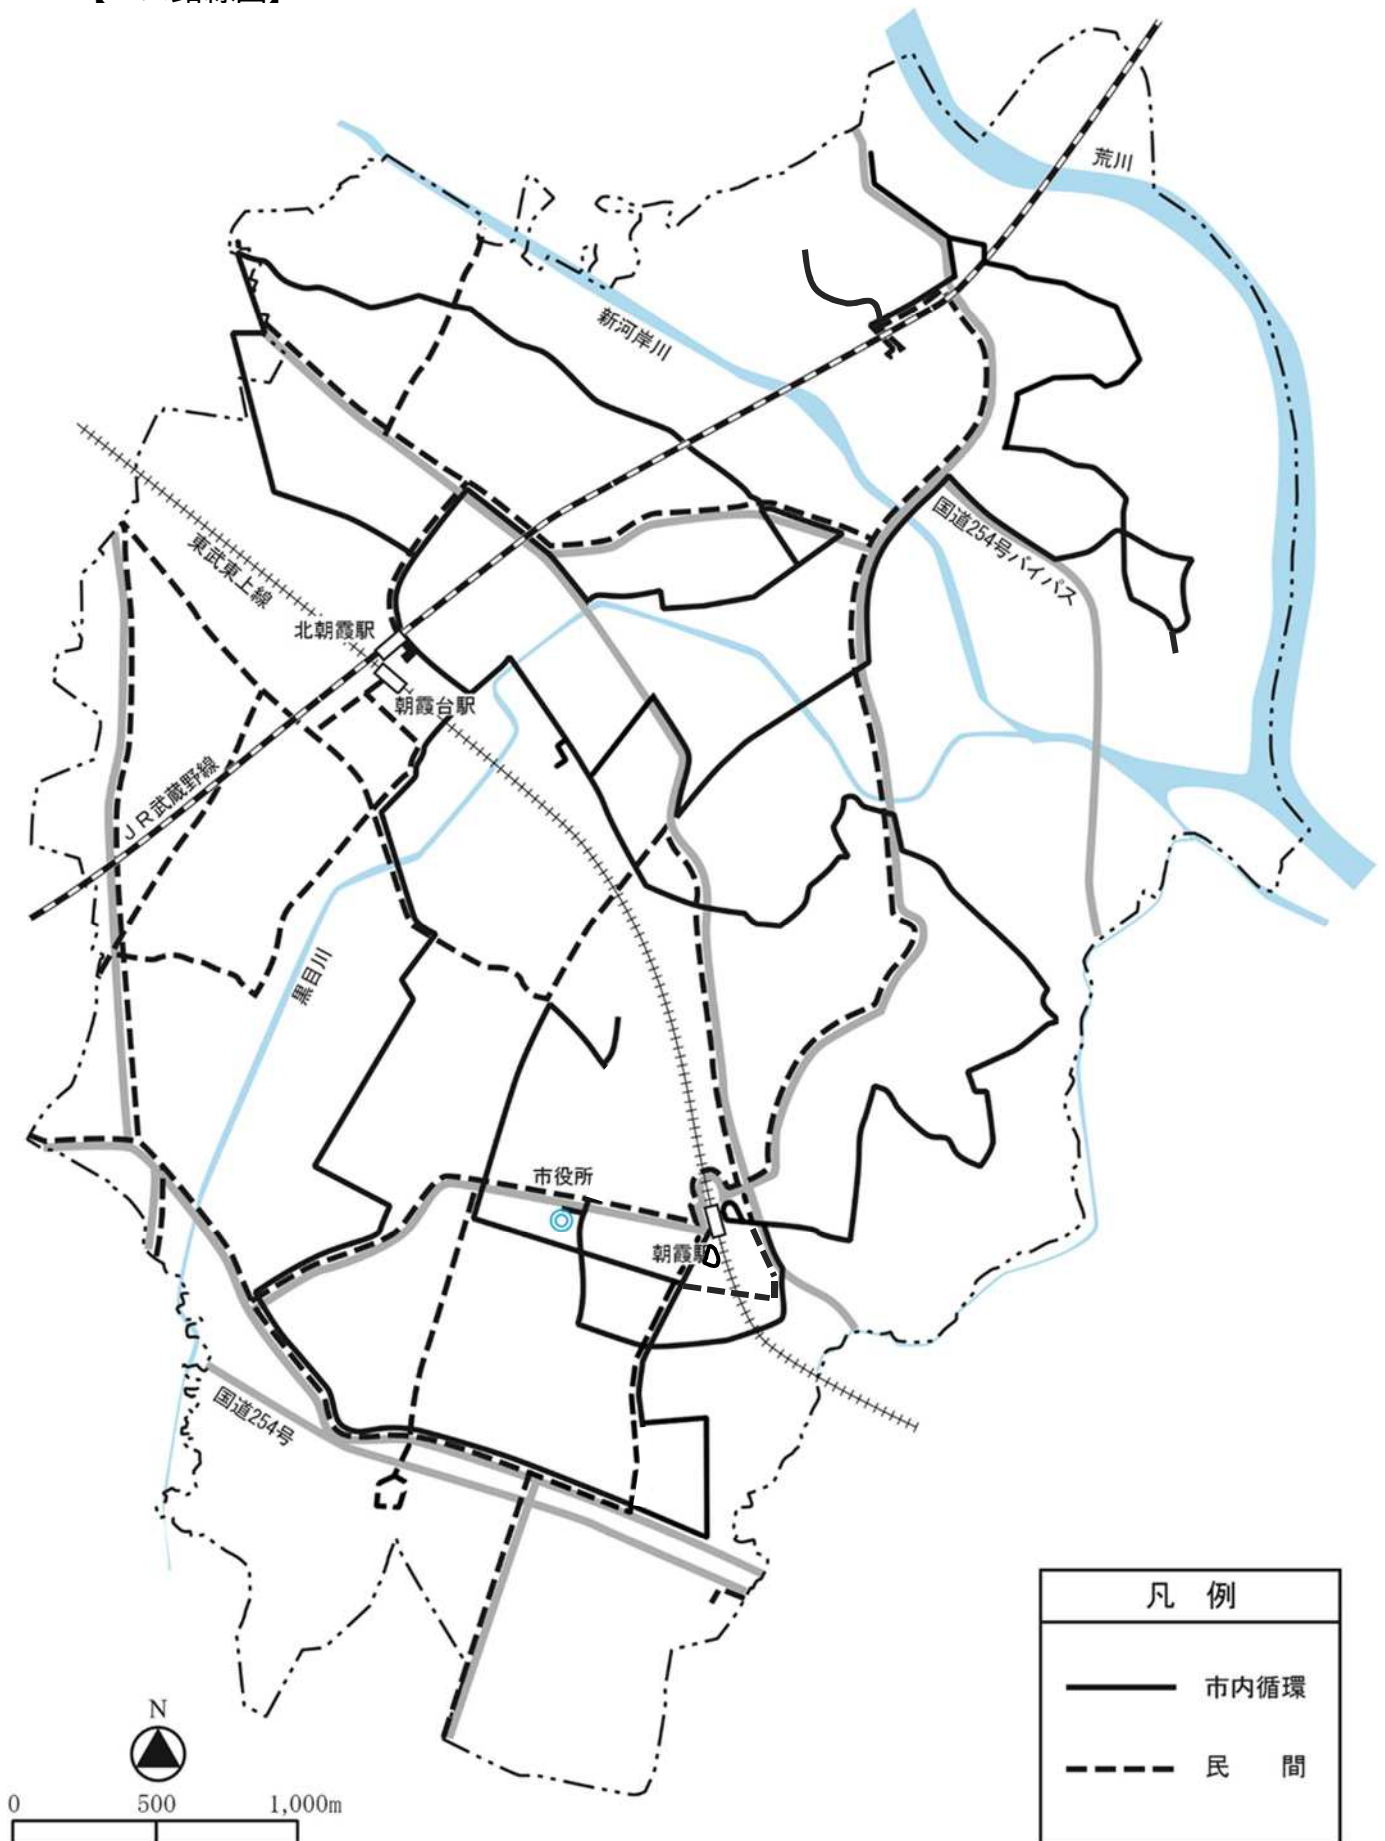 荒川
新河岸川
国道254号バイパス
東武東上線
北朝霞駅
朝霞台駅
JR武蔵野線
黒目川
市役所
朝霞駅
国道254号
凡 例
市内循環
民 間
N
0 500 1,000m